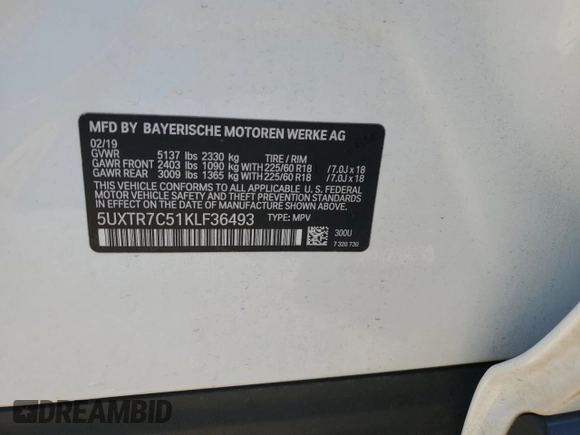 MFD BY BAYERISCHE MOTOREN WERKE AG
02/19
GVWR 5137 lbs 2330 kg TIRE / RIM
GAWR FRONT 2403 lbs 1090 kg WITH 225/60 R18 /7.0J x 18
GAWR REAR 3009 lbs 1365 kg WITH 225/60 R18 /7.0J x 18
THIS VEHICLE CONFORMS TO ALL APPLICABLE U.S. FEDERAL
MOTOR VEHICLE SAFETY AND THEFT PREVENTION STANDARDS
IN EFFECT ON THE DATE OF MANUFACTURE SHOWN ABOVE.
5UXTR7C51KLF36493 TYPE: MPV
300U
7 320 730
DREAMBID